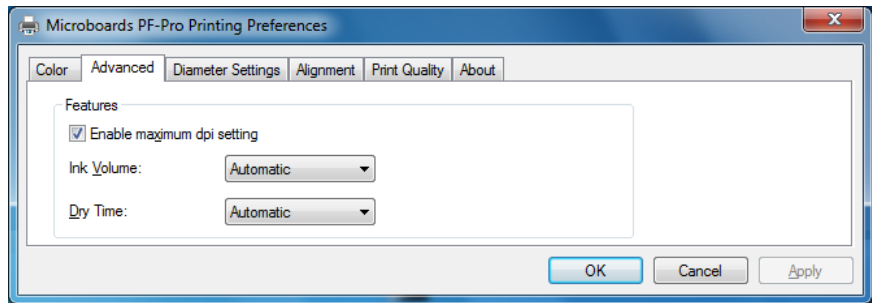 Microboards PF-Pro Printing Preferences
Color Advanced Diameter Settings Alignment Print Quality About
Features
Enable maximum dpi setting
Ink Volume: Automatic
Dry Time: Automatic
OK Cancel Apply